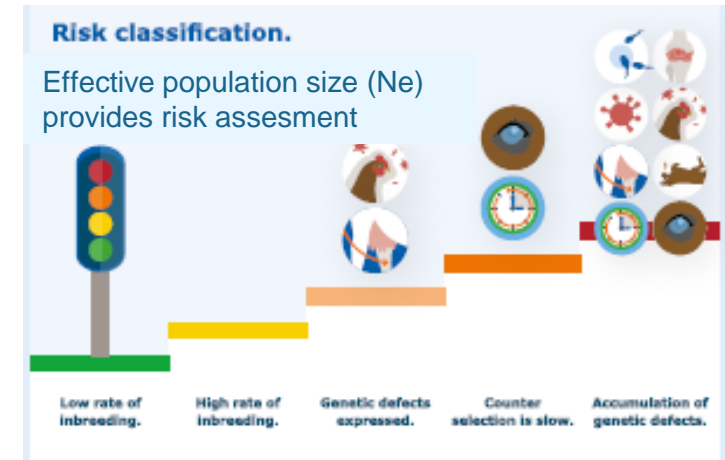 Risk classification.
Effective population size (Ne)
provides risk assesment
Low rate of
inbreeding.
High rate of
inbreeding.
Genetic defects
expressed.
Counter
selection is slow.
Accumulation of
genetic defects.